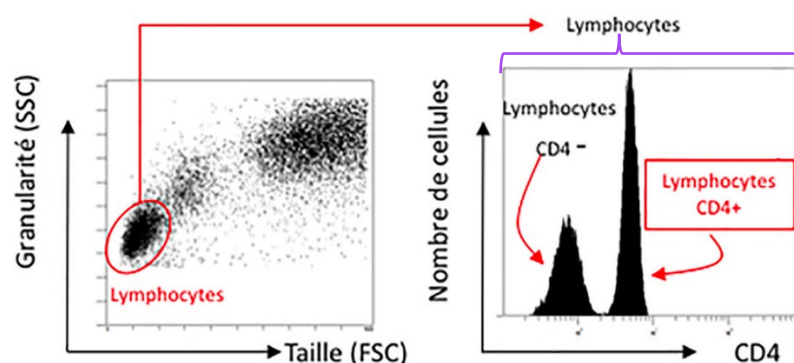 Lymphocytes
Granularité (SSC)
Lymphocytes
Taille (FSC)
Nombre de cellules
Lymphocytes
CD4 -
Lymphocytes
CD4+
CD4